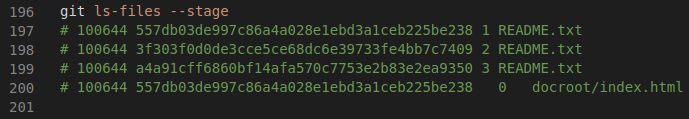 196 git ls-files --stage
197 # 100644 557db03de997c86a4a028e1ebd3a1ceb225be238 1 README.txt
198 # 100644 3f303f0d0de3cce5ce68dc6e39733fe4bb7c7409 2 README.txt
199 # 100644 a4a91cff6860bf14afa570c7753e2b83e2ea9350 3 README.txt
200 # 100644 557db03de997c86a4a028e1ebd3a1ceb225be238 0 docroot/index.html
201